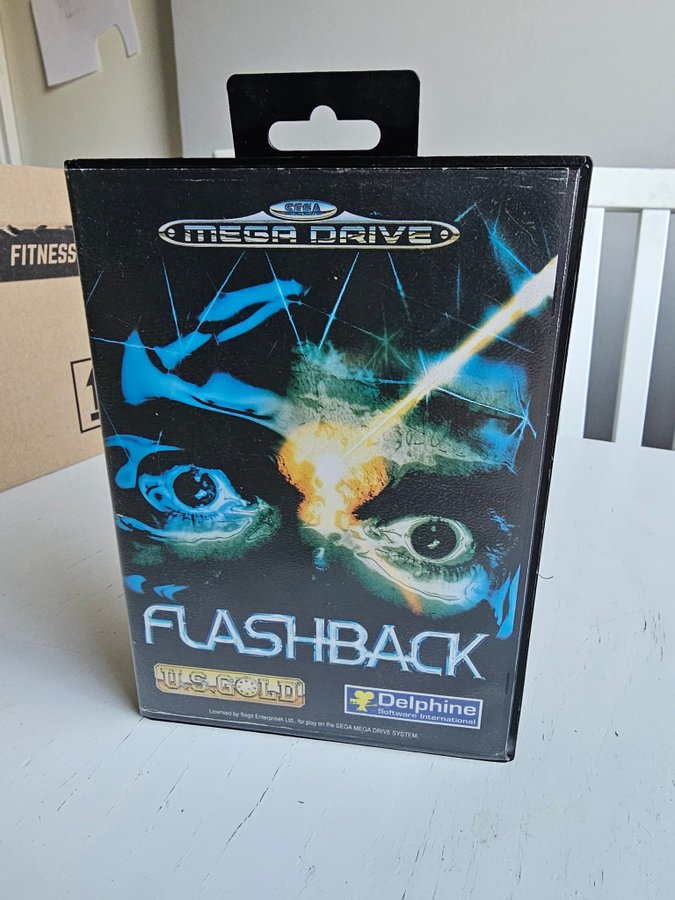 FITNESS
SEGA
MEGA DRIVE
FLASHBACK
U.S. GOLD
Delphine
Software International
Licensed by Sega Enterprises Ltd., for play on the SEGA MEGA DRIVE SYSTEM.